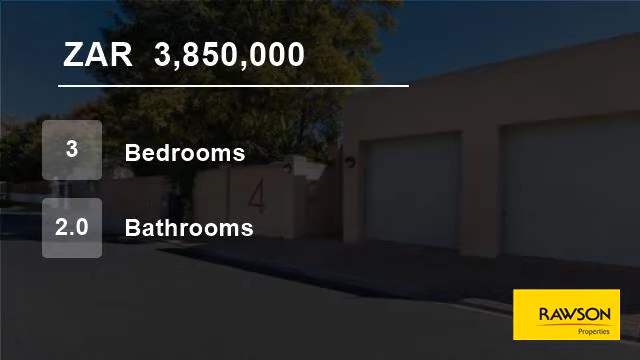 ZAR 3,850,000
3
Bedrooms
2.0
Bathrooms
4
RAWSON
Properties